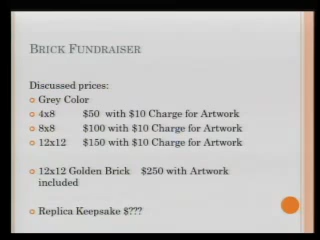 BRICK FUNDRAISER
Discussed prices:
Grey Color
4x8 $50 with $10 Charge for Artwork
8x8 $100 with $10 Charge for Artwork
12x12 $150 with $10 Charge for Artwork
12x12 Golden Brick $250 with Artwork
included
Replica Keepsake $???